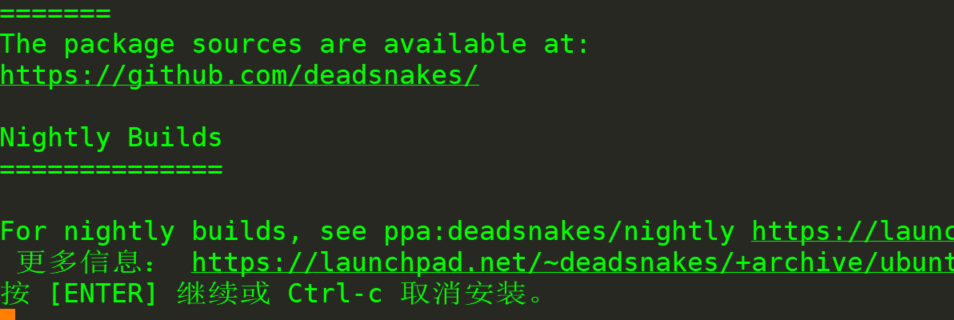 =======
The package sources are available at:
https://github.com/deadsnakes/
Nightly Builds
==============
For nightly builds, see ppa:deadsnakes/nightly https://launc
更多信息: https://launchpad.net/~deadsnakes/+archive/ubunt
按 [ENTER] 继续或 Ctrl-c 取消安装。